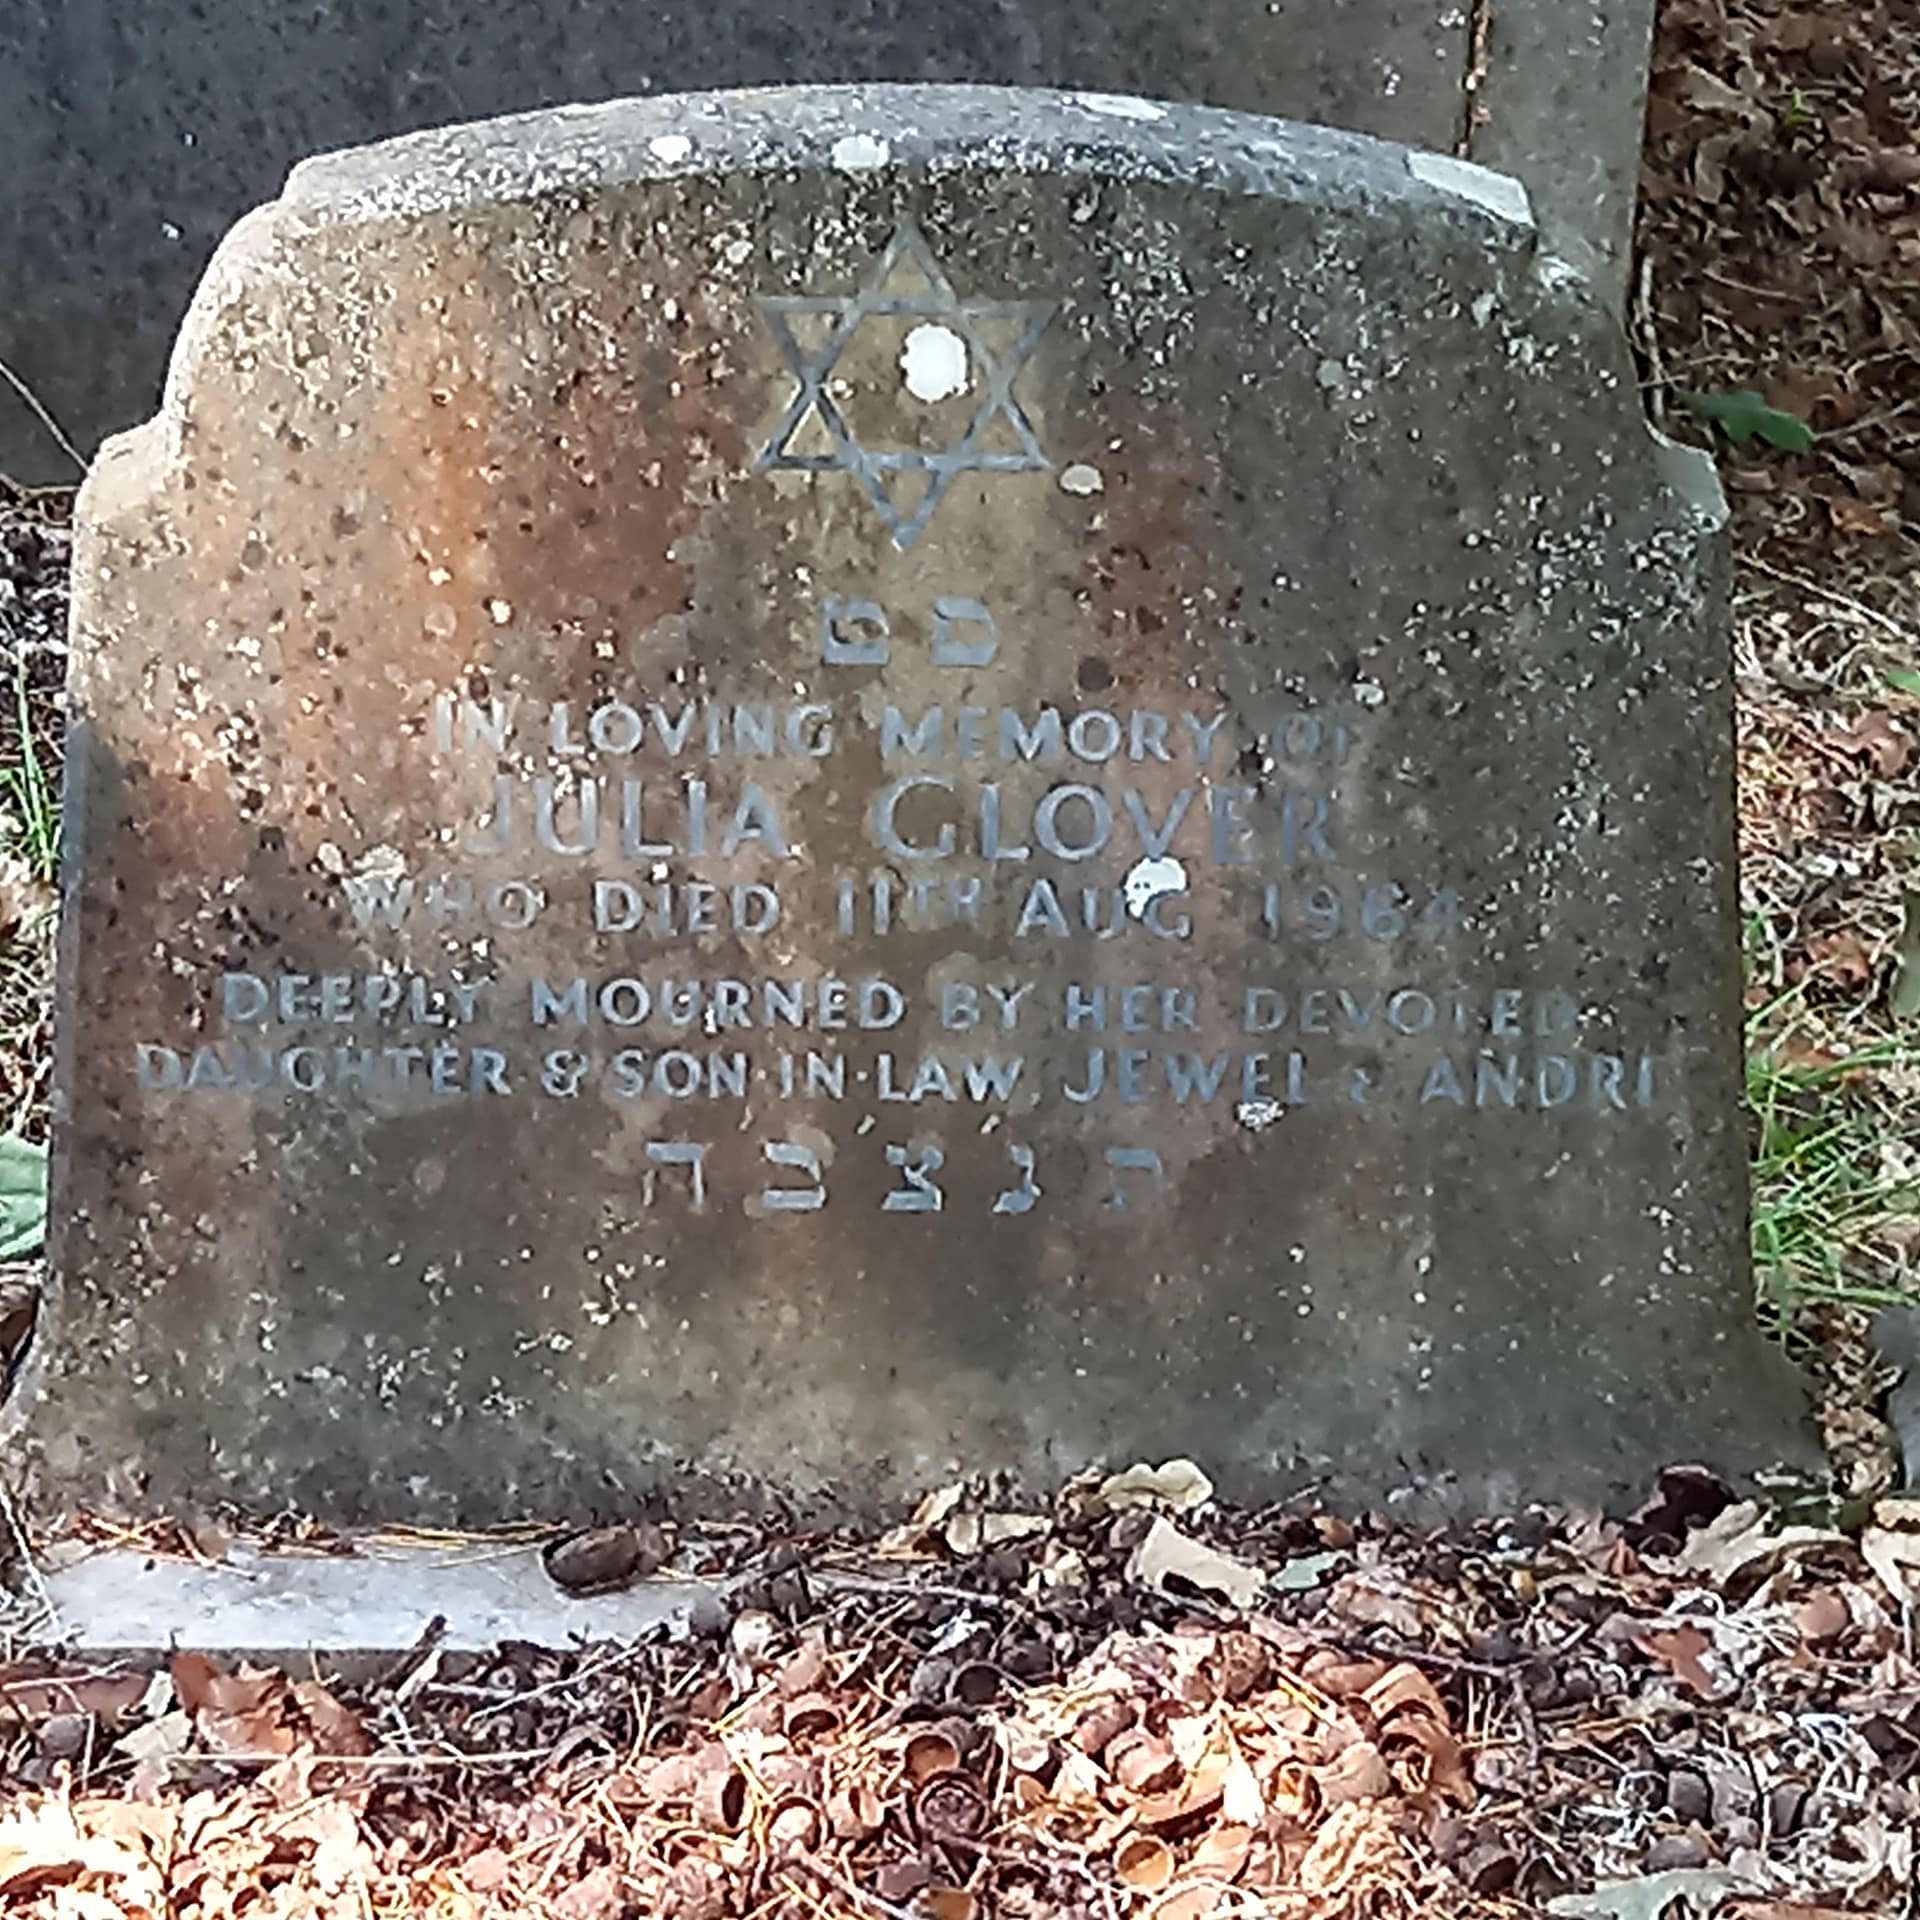 פ ט
IN LOVING MEMORY OF
JULIA GLOVER
WHO DIED 11TH AUG 1964
DEEPLY MOURNED BY HER DEVOTED
DAUGHTER & SON·IN·LAW, JEWEL &
ת נ׳ צ׳ ב׳ ה